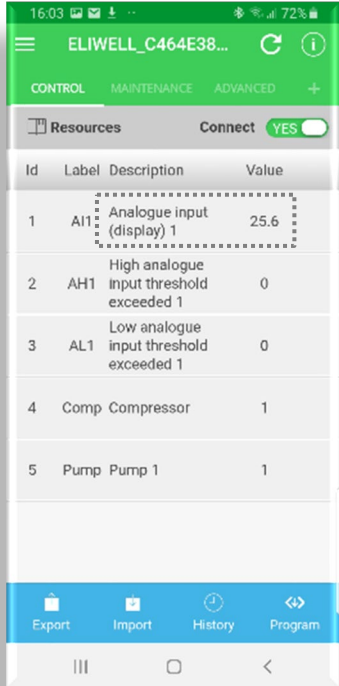 16:03 72%
ELIWELL_C464E38...
CONTROL MAINTENANCE ADVANCED +
Resources Connect YES
Id Label Description Value
1 AI1 Analogue input (display) 1 25.6
2 AH1 High analogue input threshold exceeded 1 0
3 AL1 Low analogue input threshold exceeded 1 0
4 Comp Compressor 1
5 Pump Pump 1 1
Export Import History Program